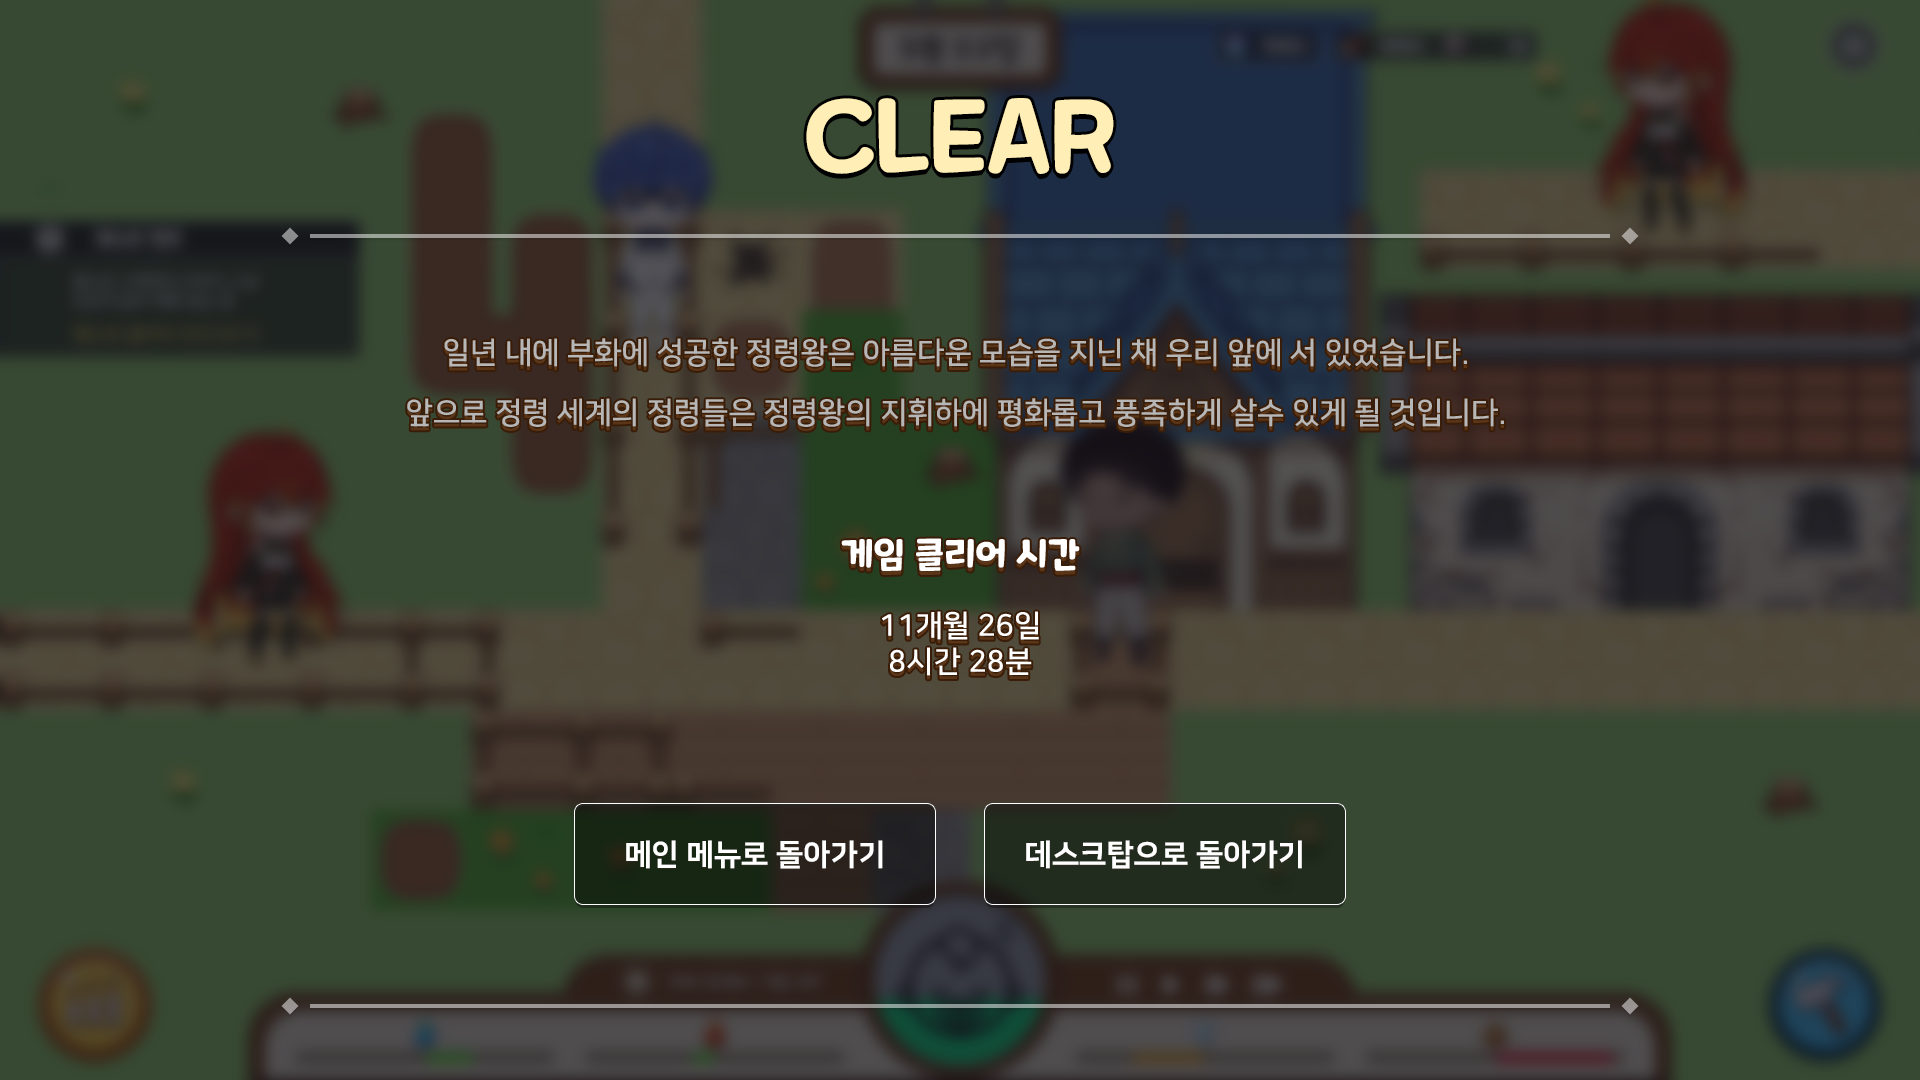 CLEAR
일년 내에 부화에 성공한 정령왕은 아름다운 모습을 지닌 채 우리 앞에 서 있었습니다.
앞으로 정령 세계의 정령들은 정령왕의 지휘하에 평화롭고 풍족하게 살수 있게 될 것입니다.
게임 클리어 시간
11개월 26일
8시간 28분
메인 메뉴로 돌아가기
데스크탑으로 돌아가기